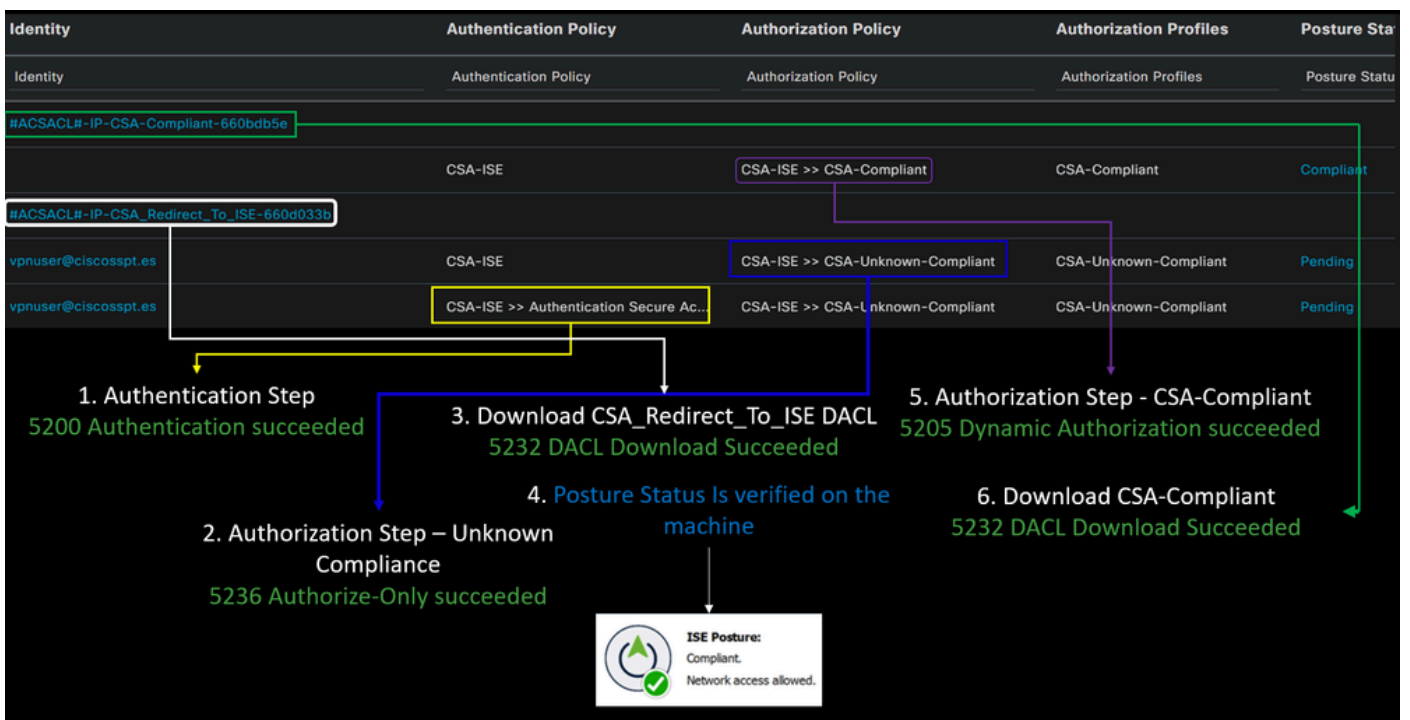 Identity Authentication Policy Authorization Policy Authorization Profiles Posture Sta
Identity Authentication Policy Authorization Policy Authorization Profiles Posture Statu
#ACSACL#-IP-CSA-Compliant-660bdb5e
CSA-ISE CSA-ISE >> CSA-Compliant CSA-Compliant Compliant
#ACSACL#-IP-CSA_Redirect_To_ISE-660d033b
vpnuser@ciscosspt.es CSA-ISE CSA-ISE >> CSA-Unknown-Compliant CSA-Unknown-Compliant Pending
vpnuser@ciscosspt.es CSA-ISE >> Authentication Secure Ac... CSA-ISE >> CSA-Unknown-Compliant CSA-Unknown-Compliant Pending
1. Authentication Step
5200 Authentication succeeded
2. Authorization Step – Unknown
Compliance
5236 Authorize-Only succeeded
3. Download CSA_Redirect_To_ISE DACL
5232 DACL Download Succeeded
4. Posture Status Is verified on the
machine
ISE Posture:
Compliant.
Network access allowed.
5. Authorization Step - CSA-Compliant
5205 Dynamic Authorization succeeded
6. Download CSA-Compliant
5232 DACL Download Succeeded